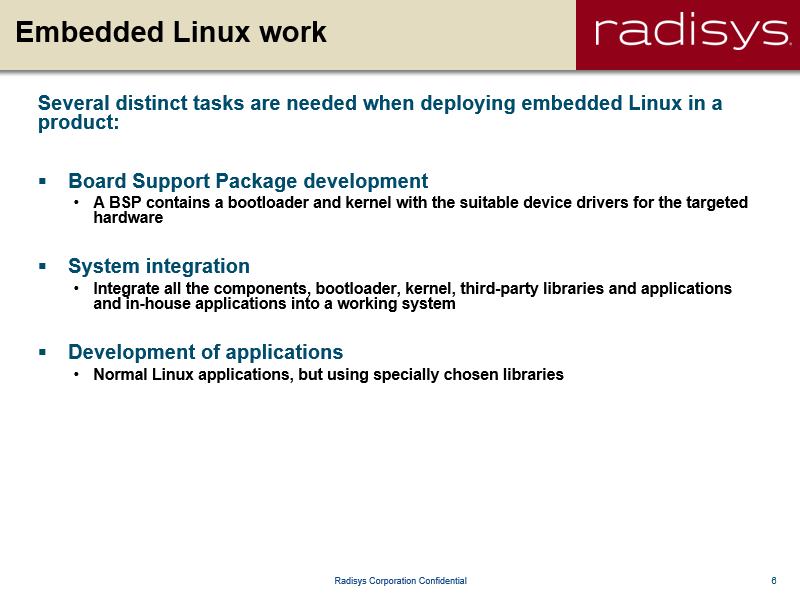 Embedded Linux work
radisys.
Several distinct tasks are needed when deploying embedded Linux in a
product:
▪ Board Support Package development
• A BSP contains a bootloader and kernel with the suitable device drivers for the targeted
hardware
▪ System integration
• Integrate all the components, bootloader, kernel, third-party libraries and applications
and in-house applications into a working system
▪ Development of applications
• Normal Linux applications, but using specially chosen libraries
Radisys Corporation Confidential
6